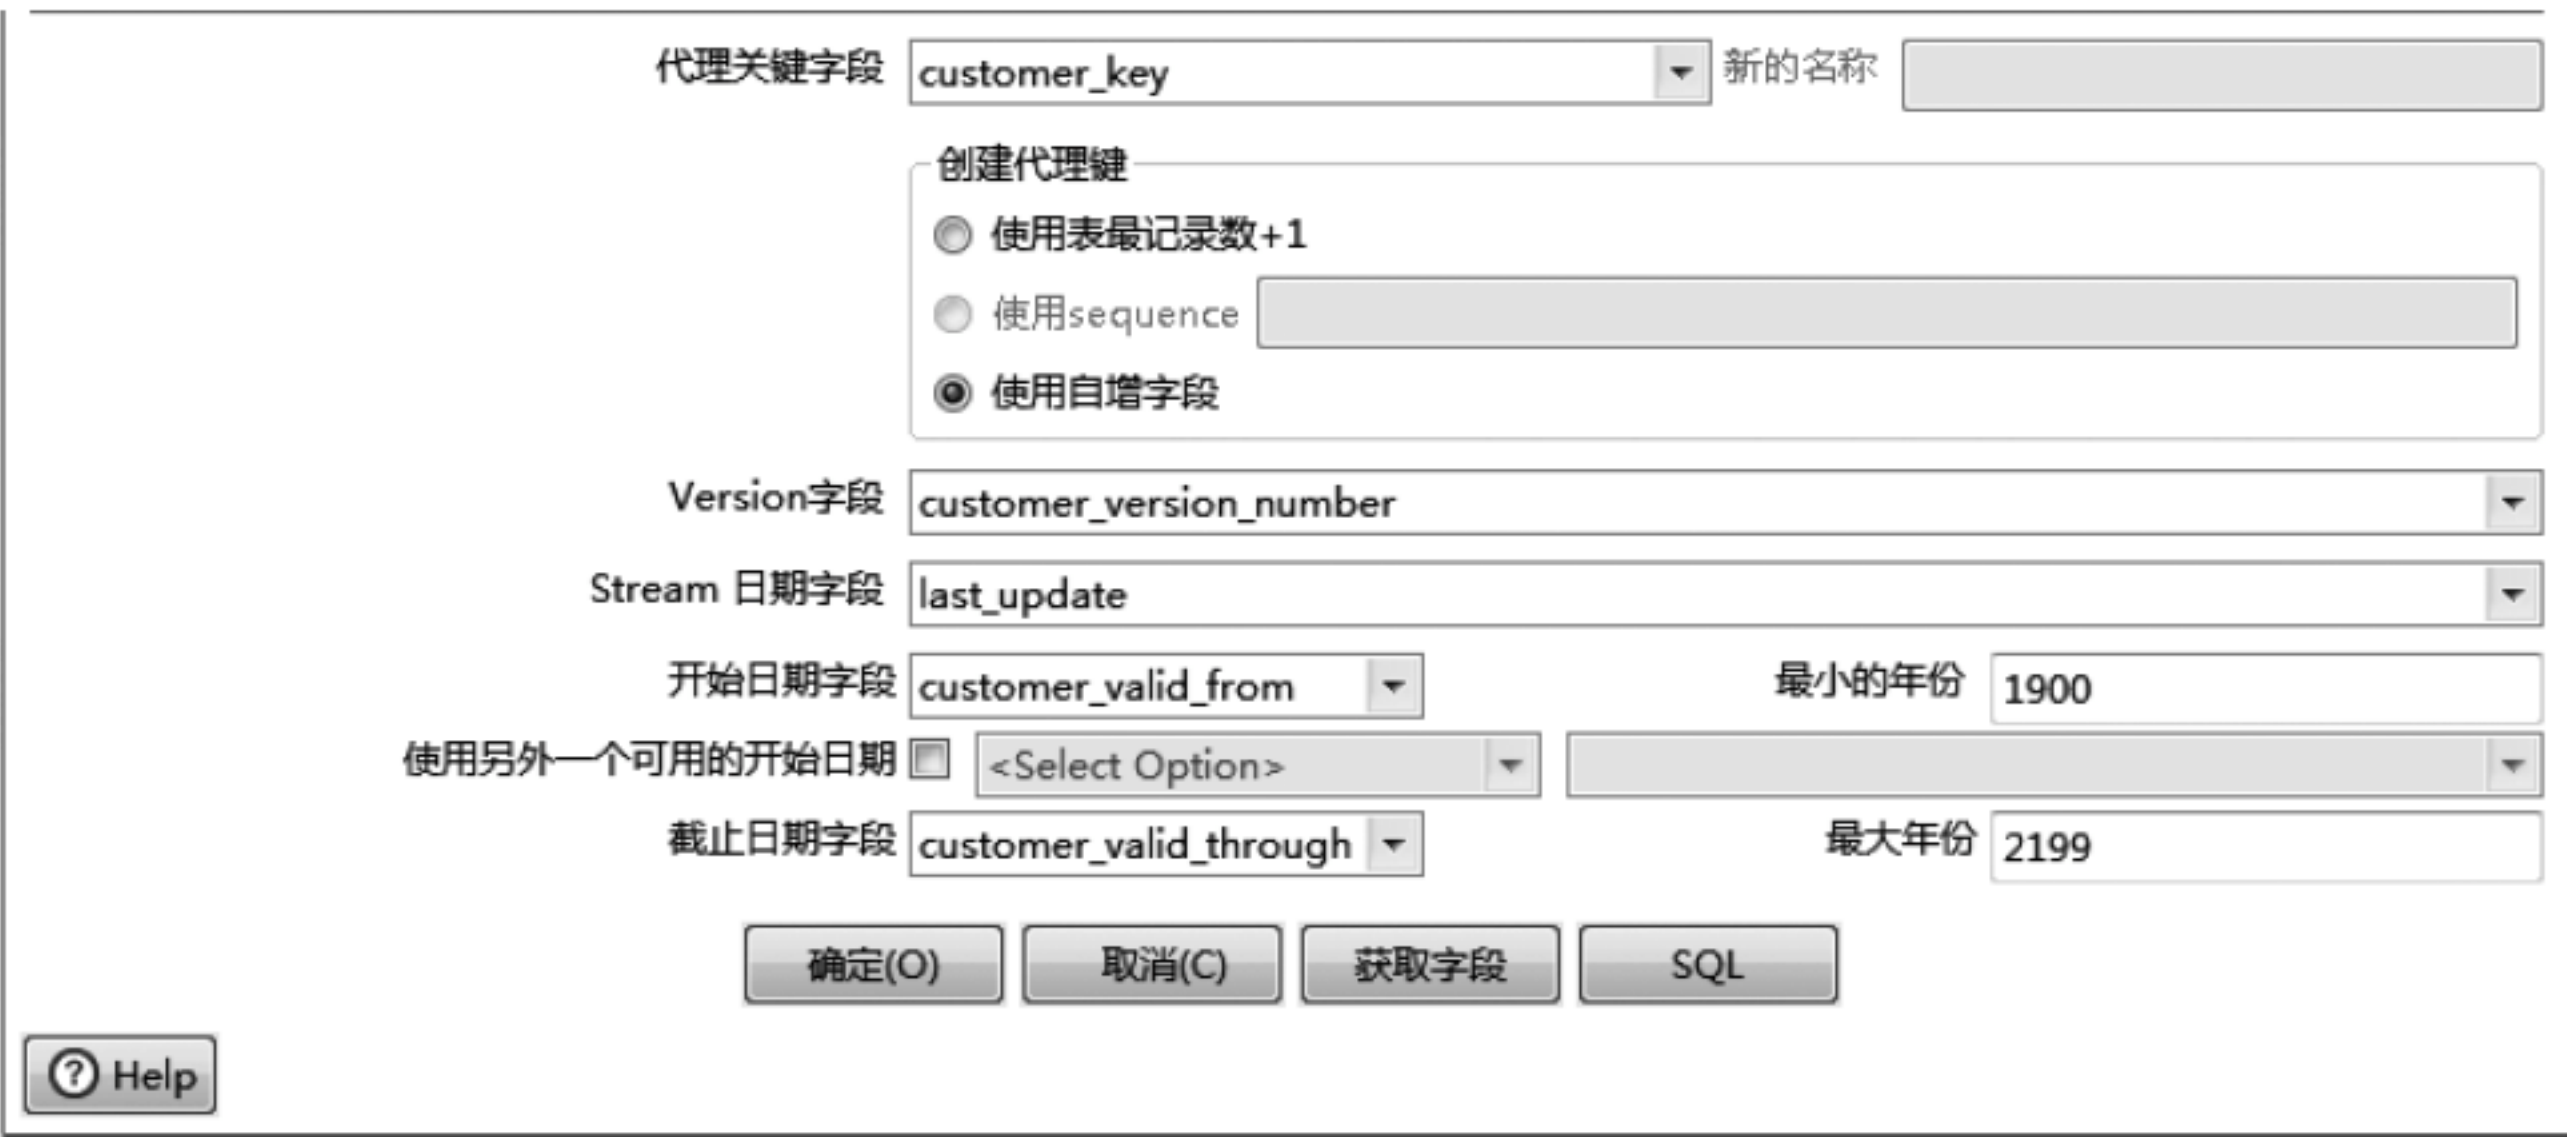 代理关键字段 customer_key 新的名称
创建代理键
使用表最记录数+1
使用sequence
使用自增字段
Version字段 customer_version_number
Stream 日期字段 last_update
开始日期字段 customer_valid_from 最小的年份 1900
使用另外一个可用的开始日期 <Select Option>
截止日期字段 customer_valid_through 最大年份 2199
确定(O) 取消(C) 获取字段 SQL
Help